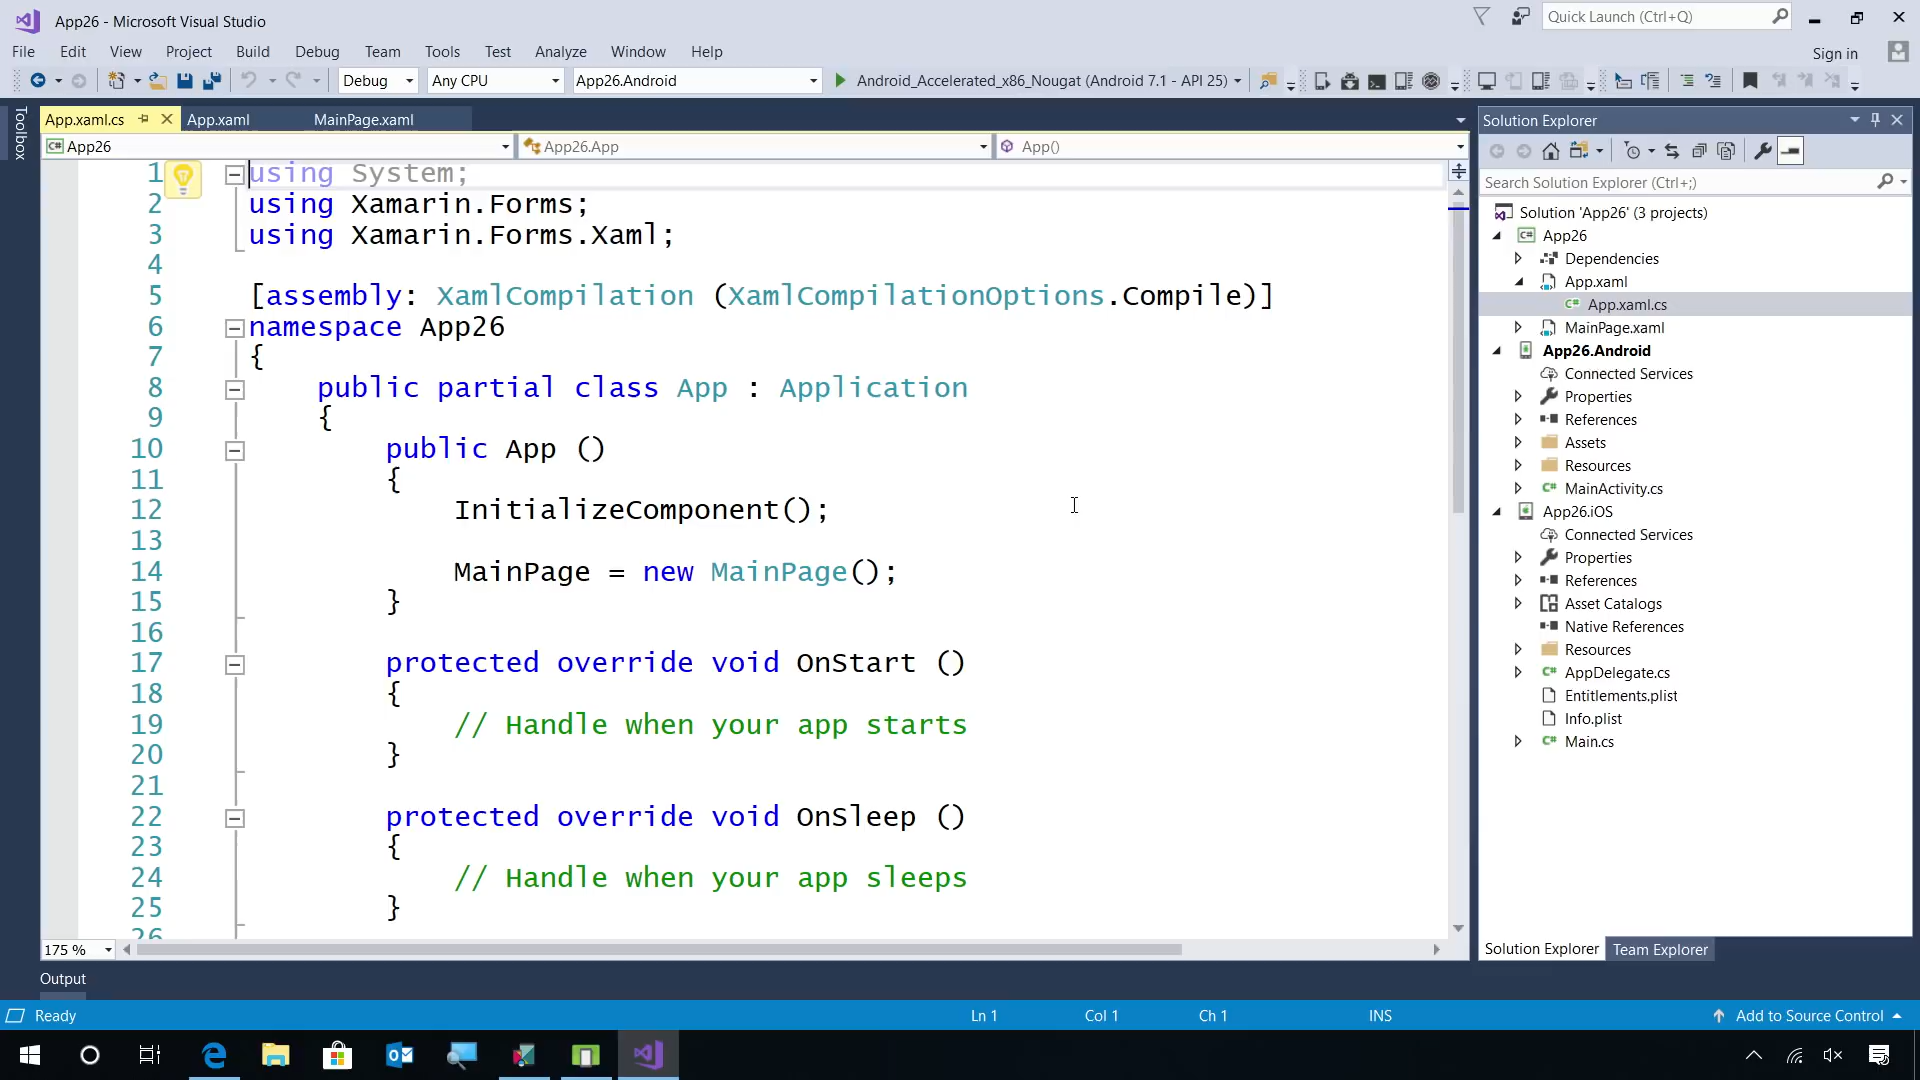 App26 - Microsoft Visual Studio
Quick Launch (Ctrl+Q)
File Edit View Project Build Debug Team Tools Test Analyze Window Help
Sign in
Debug Any CPU App26.Android Android_Accelerated_x86_Nougat (Android 7.1 - API 25)
Toolbox
App.xaml.cs App.xaml MainPage.xaml
App26 App26.App App()
1 using System;
2 using Xamarin.Forms;
3 using Xamarin.Forms.Xaml;
4
5 [assembly: XamlCompilation (XamlCompilationOptions.Compile)]
6 namespace App26
7 {
8 public partial class App : Application
9 {
10 public App ()
11 {
12 InitializeComponent();
13
14 MainPage = new MainPage();
15 }
16
17 protected override void OnStart ()
18 {
19 // Handle when your app starts
20 }
21
22 protected override void OnSleep ()
23 {
24 // Handle when your app sleeps
25 }
26
175 %
Solution Explorer
Search Solution Explorer (Ctrl+;)
Solution 'App26' (3 projects)
C# App26
Dependencies
App.xaml
C# App.xaml.cs
MainPage.xaml
App26.Android
Connected Services
Properties
References
Assets
Resources
C# MainActivity.cs
App26.iOS
Connected Services
Properties
References
Asset Catalogs
Native References
Resources
C# AppDelegate.cs
Entitlements.plist
Info.plist
C# Main.cs
Solution Explorer Team Explorer
Output
Ready Ln 1 Col 1 Ch 1 INS Add to Source Control